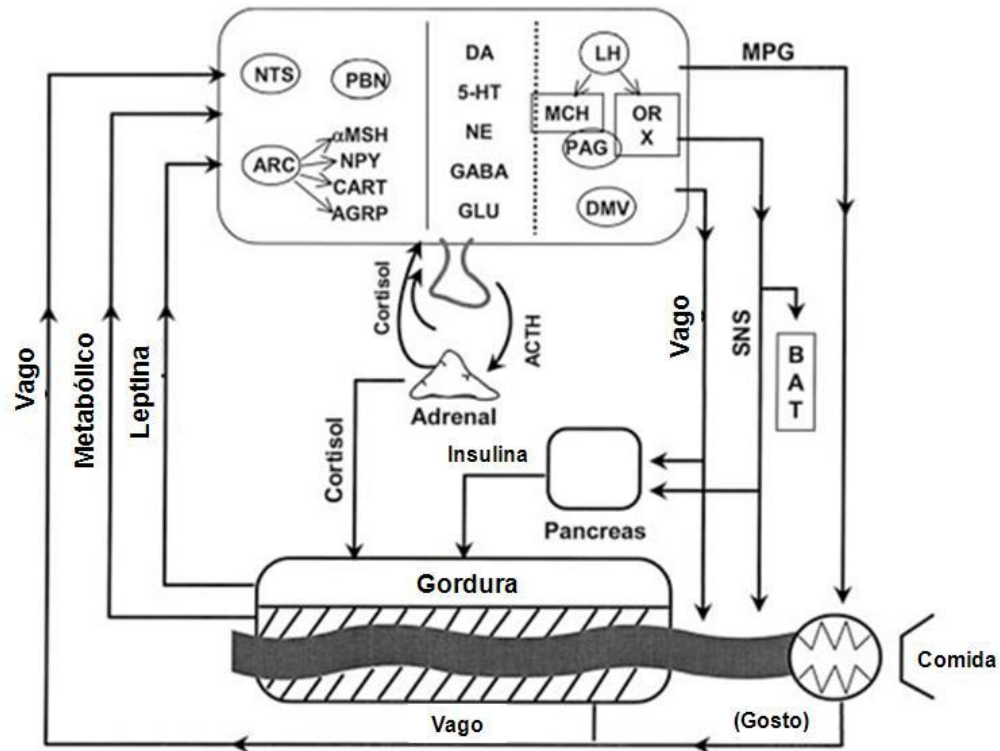 NTS
PBN
ARC
αMSH
NPY
CART
AGRP
DA
5-HT
NE
GABA
GLU
LH
MCH
OR
X
PAG
DMV
MPG
Vago
Metabólico
Leptina
Cortisol
ACTH
Adrenal
Cortisol
Vago
SNS
B
A
T
Insulina
Pancreas
Gordura
Comida
Vago
(Gosto)